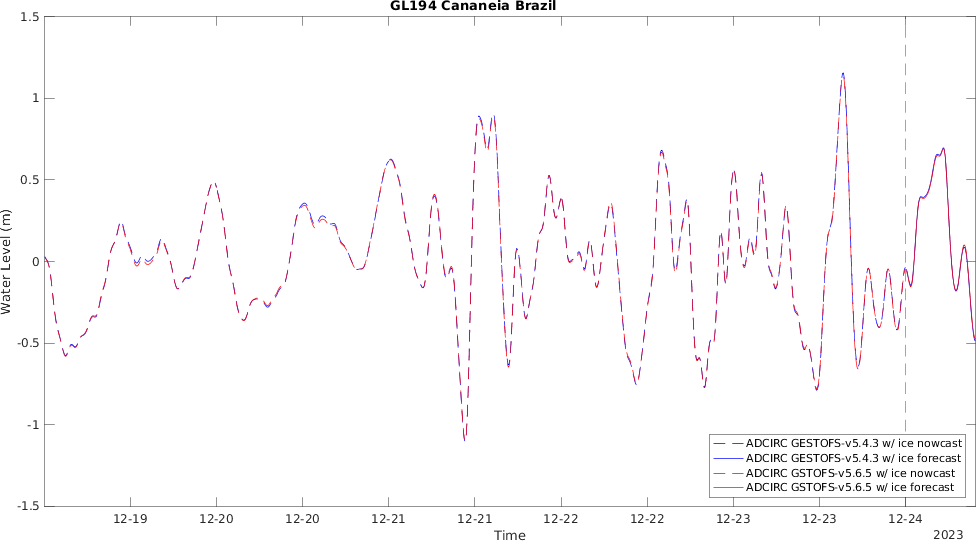 GL194 Cananeia Brazil
1.5
1
0.5
0
-0.5
-1
-1.5
Water Level (m)
ADCIRC GESTOFS-v5.4.3 w/ ice nowcast
ADCIRC GESTOFS-v5.4.3 w/ ice forecast
ADCIRC GSTOFS-v5.6.5 w/ ice nowcast
ADCIRC GSTOFS-v5.6.5 w/ ice forecast
12-19 12-20 12-20 12-21 12-21 12-22 12-22 12-23 12-23 12-24
Time
2023